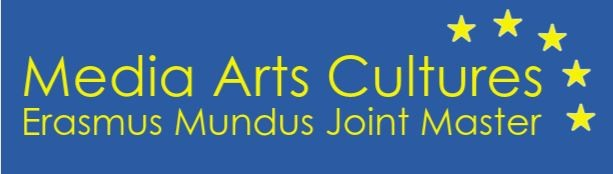 Media Arts Cultures
Erasmus Mundus Joint Master